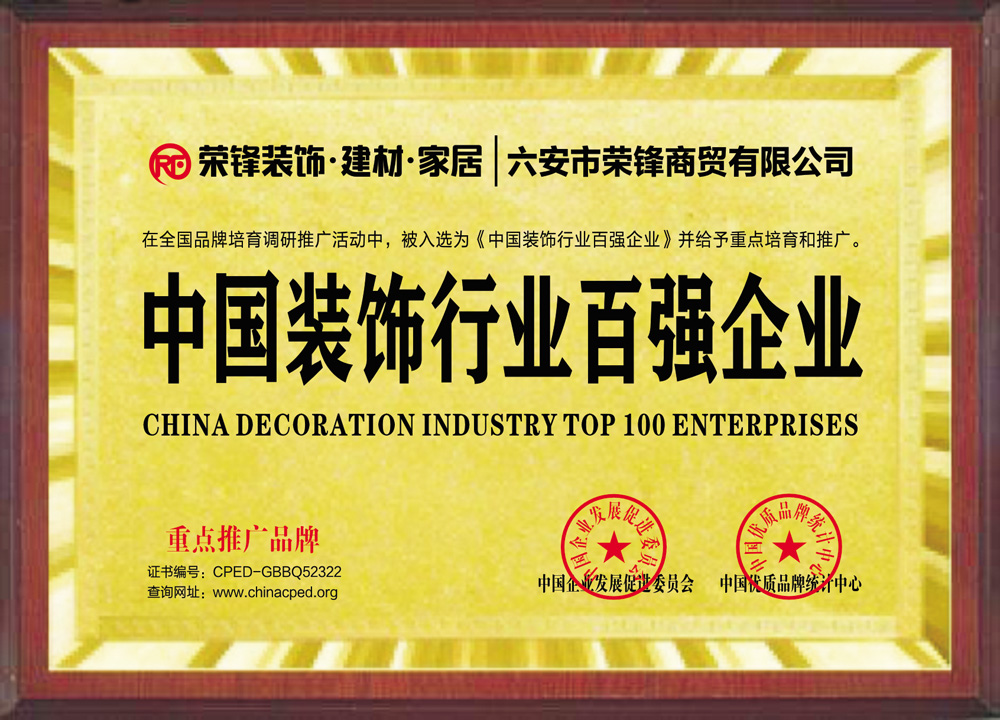 荣锋装饰·建材·家居|六安市荣锋商贸有限公司
在全国品牌培育调研推广活动中，被入选为《中国装饰行业百强企业》并给予重点培育和推广。
中国装饰行业百强企业
CHINA DECORATION INDUSTRY TOP 100 ENTERPRISES
重点推广品牌
证书编号：CPED-GBBQ52322
查询网址：www.chinacped.org
中国企业发展促进委员会
中国企业发展促进委员会
中国优质品牌统计中心
中国优质品牌统计中心